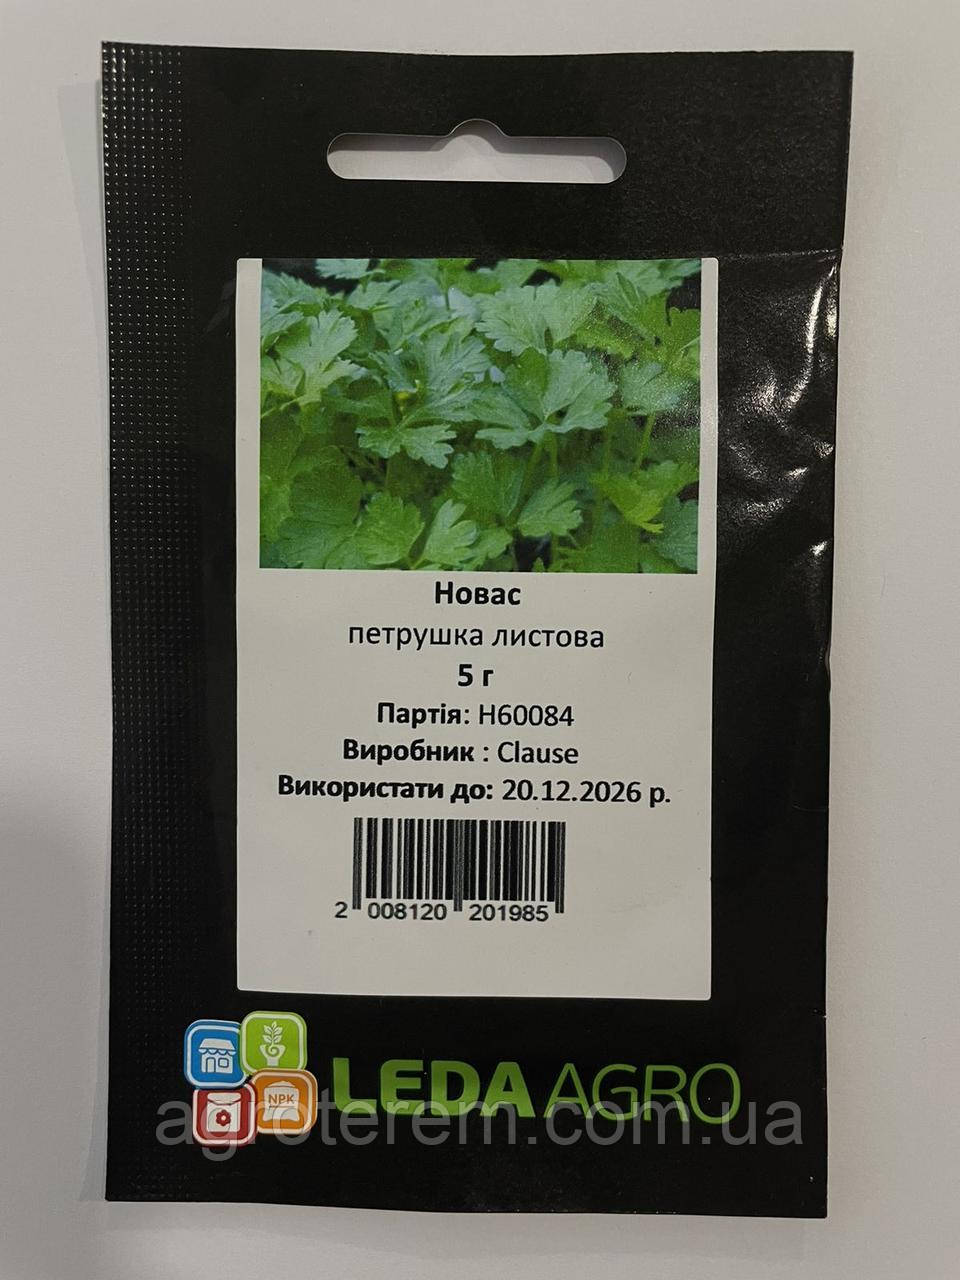 Новас
петрушка листова
5 г
Партія: H60084
Виробник : Clause
Використати до: 20.12.2026 р.
2 008120 201985
NPK
LEDA AGRO
agroterem.com.ua